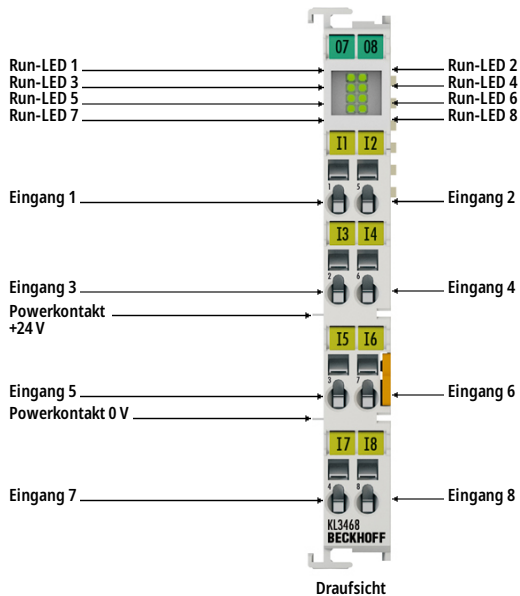 07 08
Run-LED 1
Run-LED 2
Run-LED 3
Run-LED 4
Run-LED 5
Run-LED 6
Run-LED 7
Run-LED 8
I1 I2
1 5
Eingang 1
Eingang 2
I3 I4
2 6
Eingang 3
Eingang 4
Powerkontakt
+24 V
I5 I6
3 7
Eingang 5
Eingang 6
Powerkontakt 0 V
I7 I8
4 8
Eingang 7
Eingang 8
KL3468
BECKHOFF
Draufsicht